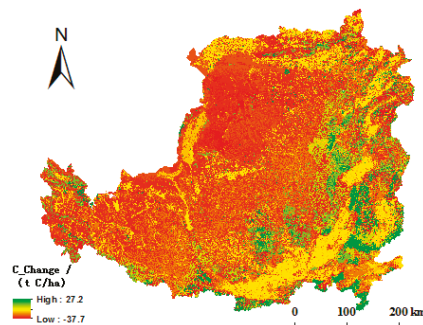 N
C_Change /
(t C/ha)
High : 27.2
Low : -37.7
0 100 200 km